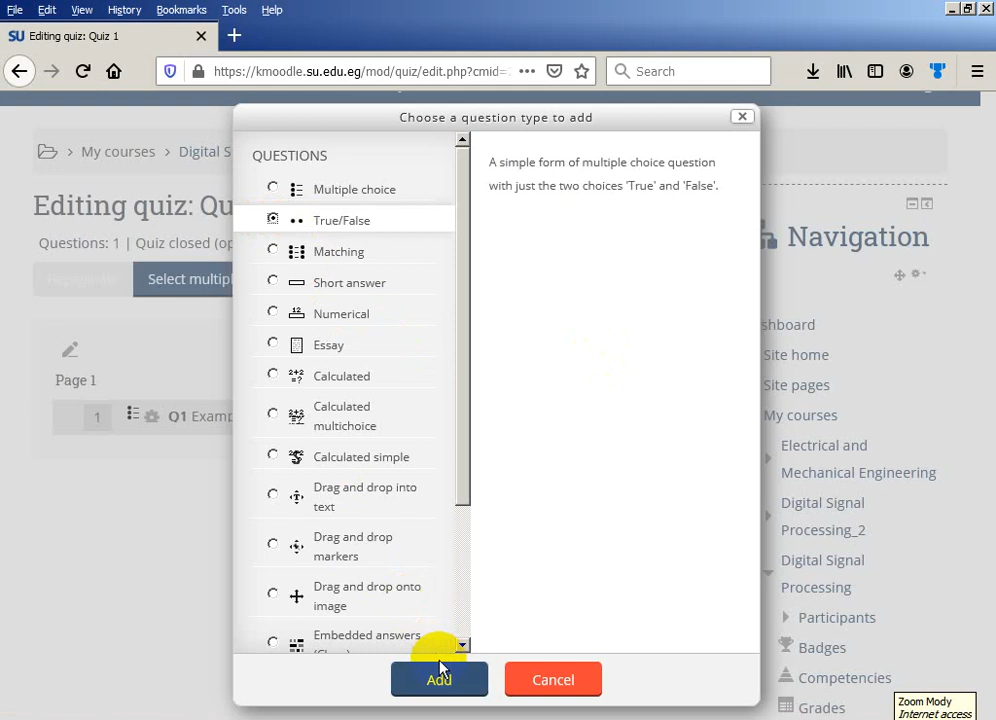 File Edit View History Bookmarks Tools Help
SU Editing quiz: Quiz 1
https://kmoodle.su.edu.eg/mod/quiz/edit.php?cmid=
Search
Choose a question type to add
My courses Digital S
Editing quiz: Qu
Questions: 1 | Quiz closed (op
Repaginate Select multipl
Page 1
1 Q1 Examp
QUESTIONS
Multiple choice
True/False
Matching
Short answer
Numerical
Essay
Calculated
Calculated
multichoice
Calculated simple
Drag and drop into
text
Drag and drop
markers
Drag and drop onto
image
Embedded answers
(Cloze)
A simple form of multiple choice question
with just the two choices 'True' and 'False'.
Add Cancel
Navigation
shboard
Site home
Site pages
My courses
Electrical and
Mechanical Engineering
Digital Signal
Processing_2
Digital Signal
Processing
Participants
Badges
Competencies
Grades
Zoom Mody
Internet access